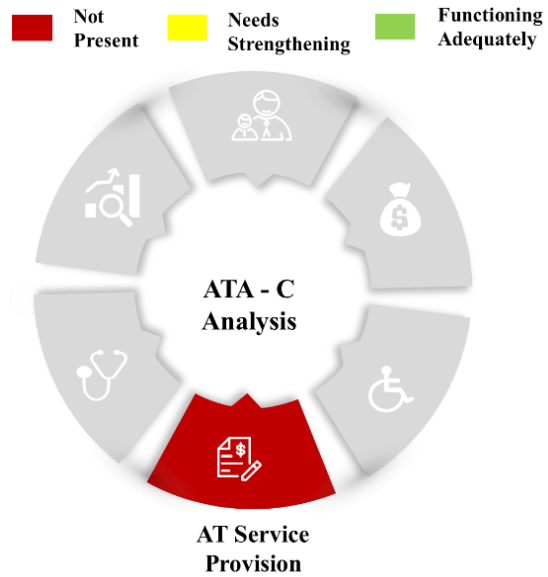 Not
Present
Needs
Strengthening
Functioning
Adequately
$
ATA - C
Analysis
$
AT Service
Provision